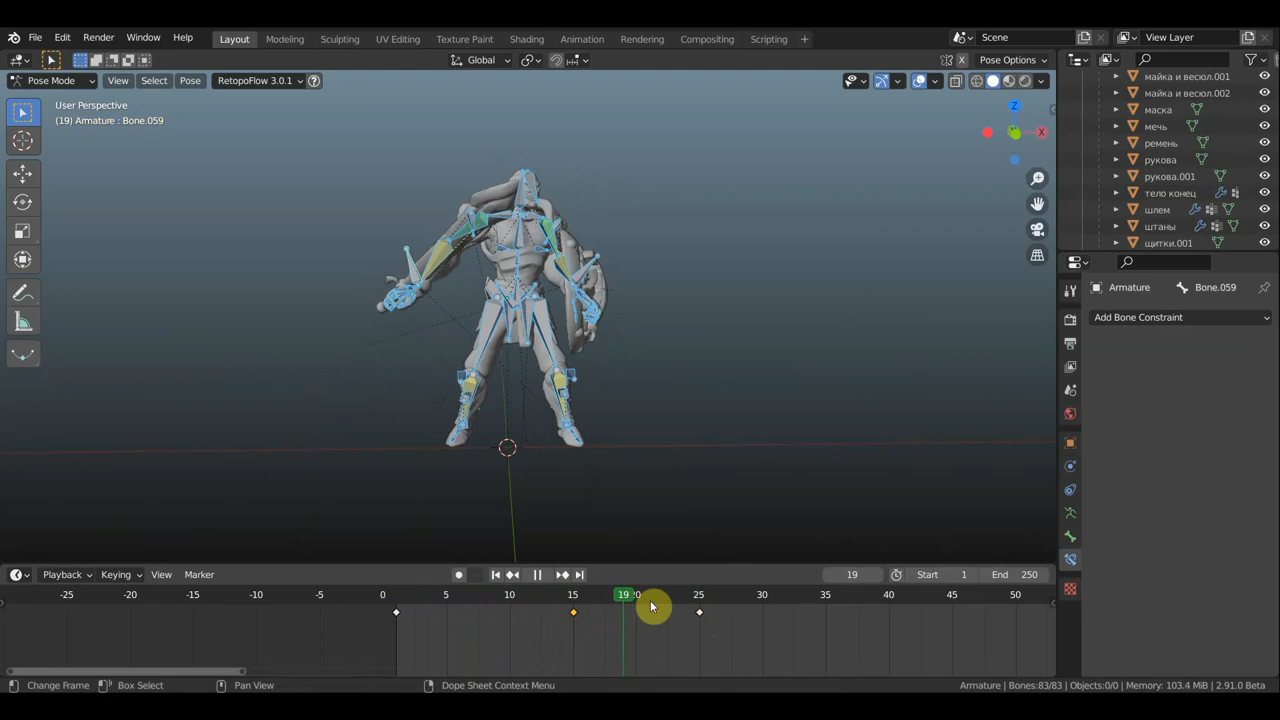 File Edit Render Window Help Layout Modeling Sculpting UV Editing Texture Paint Shading Animation Rendering Compositing Scripting + Scene View Layer
Global Pose Options
Pose Mode View Select Pose RetopoFlow 3.0.1
User Perspective
(19) Armature : Bone.059
Z
X
майка и весюл.001
майка и весюл.002
маска
мечь
ремень
рукова
рукова.001
тело конец
шлем
штаны
щитки.001
Armature Bone.059
Add Bone Constraint
Playback Keying View Marker 19 Start 1 End 250
-25 -20 -15 -10 -5 0 5 10 15 19 20 25 30 35 40 45 50
Change Frame Box Select Pan View Dope Sheet Context Menu Armature | Bones:83/83 | Objects:0/0 | Memory: 103.4 MiB | 2.91.0 Beta